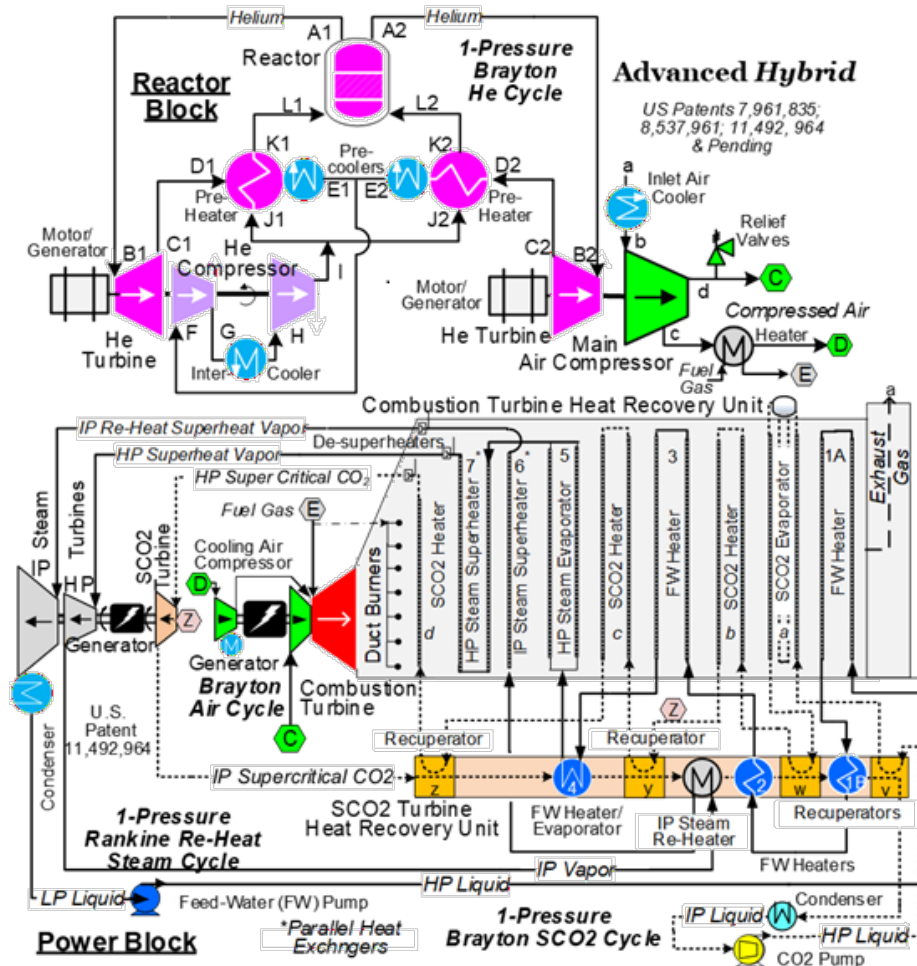 Helium
A1
A2
Helium
Reactor
1-Pressure
Brayton
He Cycle
Reactor
Block
Advanced Hybrid
US Patents 7,961,835;
8,537,961; 11,492, 964
& Pending
L1
L2
K1
K2
Pre-
coolers
D1
D2
E1
E2
Pre-
Heater
Pre-
Heater
J1
J2
a
Inlet Air
Cooler
b
Relief
Valves
C
d
Motor/
Generator
B1
C1
He
Compressor
I
C2
B2
Motor/
Generator
F
G
H
He
Turbine
Inter-
Cooler
He Turbine
Main
Air Compressor
c
Compressed Air
Heater
D
Fuel
Gas
E
Combustion Turbine Heat Recovery Unit
a
IP Re-Heat Superheat Vapor
De-superheaters
HP Superheat Vapor
HP Super Critical CO2
Fuel Gas
E
Exhaust
Gas
Steam
Turbines
IP
HP
SCO2
Turbine
Z
Generator
Cooling Air
Compressor
D
M
Generator
Brayton
Air Cycle
C
Combustion
Turbine
Duct Burners
SCO2 Heater
d
7*
HP Steam Superheater
6*
IP Steam Superheater
5
HP Steam Evaporator
SCO2 Heater
c
3
FW Heater
SCO2 Heater
b
SCO2 Evaporator
a
1A
FW Heater
Condenser
U.S.
Patent
11,492,964
Recuperator
Recuperator
Z
IP Supercritical CO2
z
4
y
2
w
1B
v
SCO2 Turbine
Heat Recovery Unit
FW Heater/
Evaporator
IP Steam
Re-Heater
Recuperators
FW Heaters
1-Pressure
Rankine Re-Heat
Steam Cycle
IP Vapor
LP Liquid
HP Liquid
Feed-Water (FW) Pump
*Parallel Heat
Exchngers
1-Pressure
Brayton SCO2 Cycle
Condenser
IP Liquid
HP Liquid
CO2 Pump
Power Block